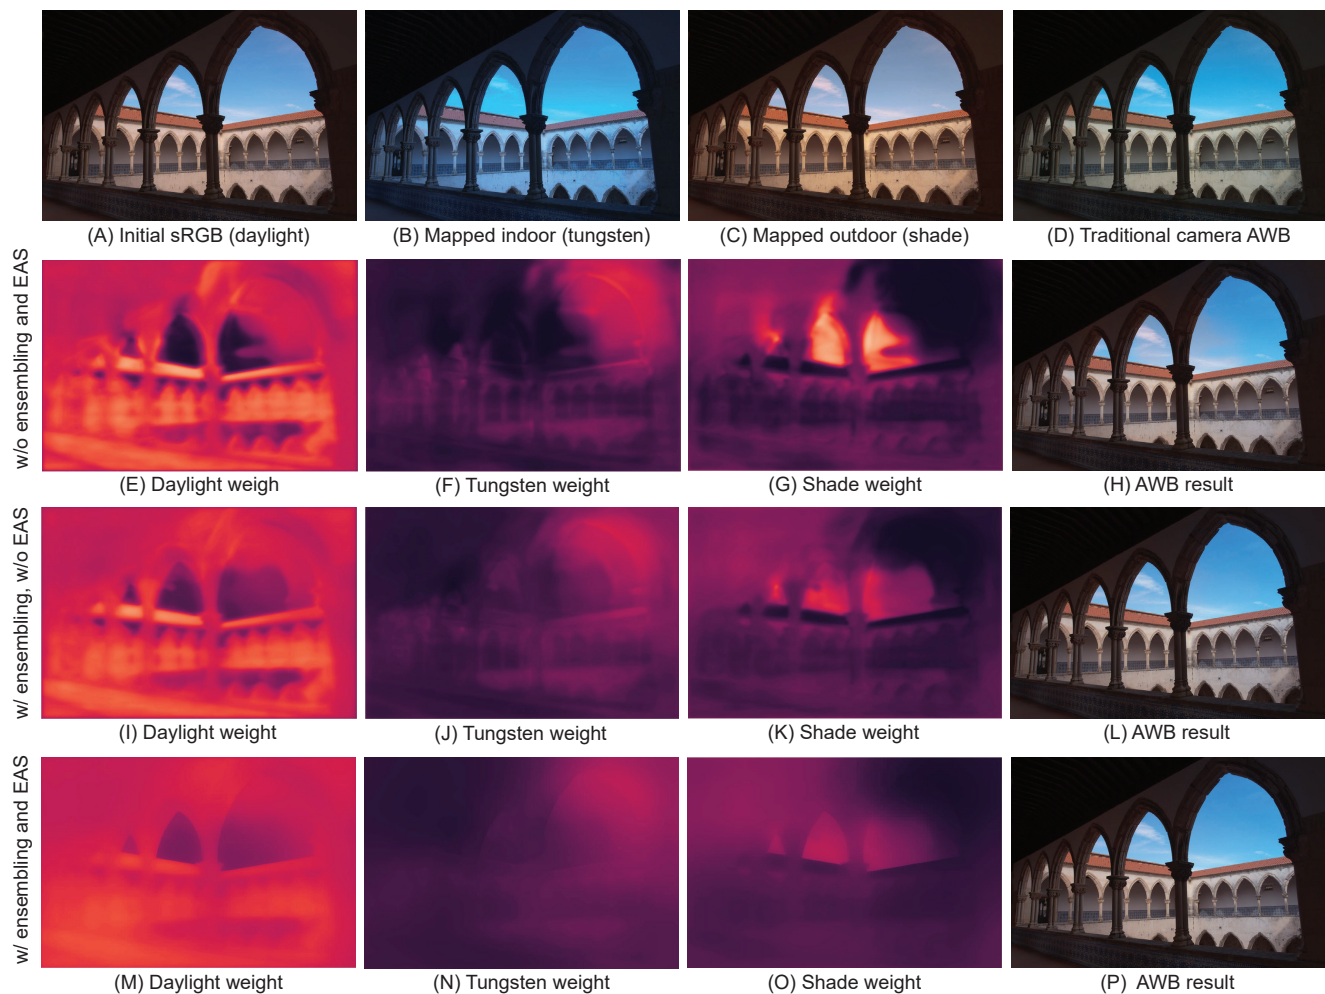 (A) Initial sRGB (daylight)
(B) Mapped indoor (tungsten)
(C) Mapped outdoor (shade)
(D) Traditional camera AWB
w/o ensembling and EAS
(E) Daylight weigh
(F) Tungsten weight
(G) Shade weight
(H) AWB result
w/ ensembling, w/o EAS
(I) Daylight weight
(J) Tungsten weight
(K) Shade weight
(L) AWB result
w/ ensembling and EAS
(M) Daylight weight
(N) Tungsten weight
(O) Shade weight
(P) AWB result